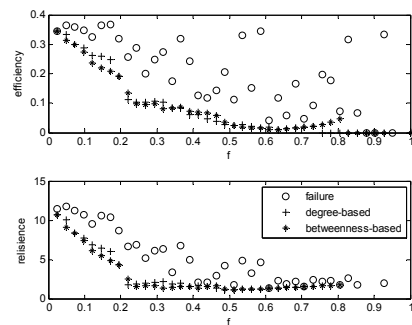 0.4
0.3
0.2
0.1
0
efficiency
0 0.1 0.2 0.3 0.4 0.5 0.6 0.7 0.8 0.9 1
f
15
10
5
0
relisience
failure
degree-based
betweenness-based
0 0.1 0.2 0.3 0.4 0.5 0.6 0.7 0.8 0.9 1
f